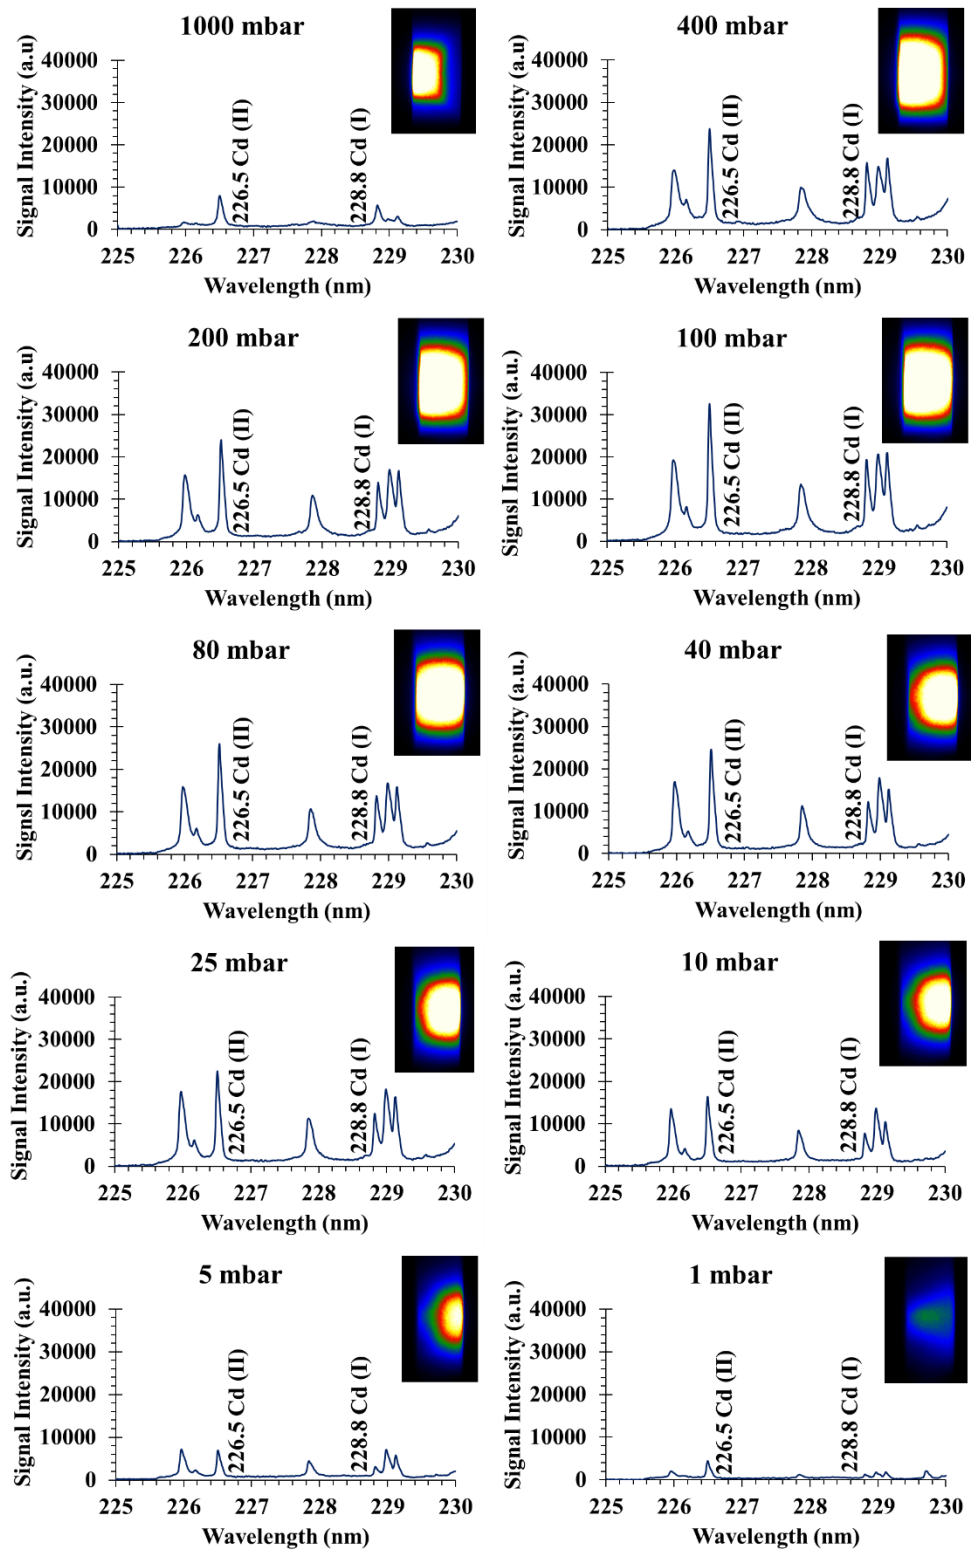 1000 mbar
Signal Intensity (a.u)
40000
30000
20000
10000
0
226.5 Cd (II)
228.8 Cd (I)
225 226 227 228 229 230
Wavelength (nm)
400 mbar
Signal Intensity (a.u)
40000
30000
20000
10000
0
226.5 Cd (II)
228.8 Cd (I)
225 226 227 228 229 230
Wavelength (nm)
200 mbar
Signal Intensity (a.u)
40000
30000
20000
10000
0
226.5 Cd (II)
228.8 Cd (I)
225 226 227 228 229 230
Wavelength (nm)
100 mbar
Signsl Intensity (a.u.)
40000
30000
20000
10000
0
226.5 Cd (II)
228.8 Cd (I)
225 226 227 228 229 230
Wavelength (nm)
80 mbar
Signsl Intensity (a.u.)
40000
30000
20000
10000
0
226.5 Cd (II)
228.8 Cd (I)
225 226 227 228 229 230
Wavelength (nm)
40 mbar
Signal Intensity (a.u.)
40000
30000
20000
10000
0
226.5 Cd (II)
228.8 Cd (I)
225 226 227 228 229 230
Wavelength (nm)
25 mbar
Signal Intensity (a.u.)
40000
30000
20000
10000
0
226.5 Cd (II)
228.8 Cd (I)
225 226 227 228 229 230
Wavelength (nm)
10 mbar
Signal Intensiyu (a.u.)
40000
30000
20000
10000
0
226.5 Cd (II)
228.8 Cd (I)
225 226 227 228 229 230
Wavelength (nm)
5 mbar
Signal Intensity (a.u.)
40000
30000
20000
10000
0
226.5 Cd (II)
228.8 Cd (I)
225 226 227 228 229 230
Wavelength (nm)
1 mbar
Signal Intensity (a.u.)
40000
30000
20000
10000
0
226.5 Cd (II)
228.8 Cd (I)
225 226 227 228 229 230
Wavelength (nm)